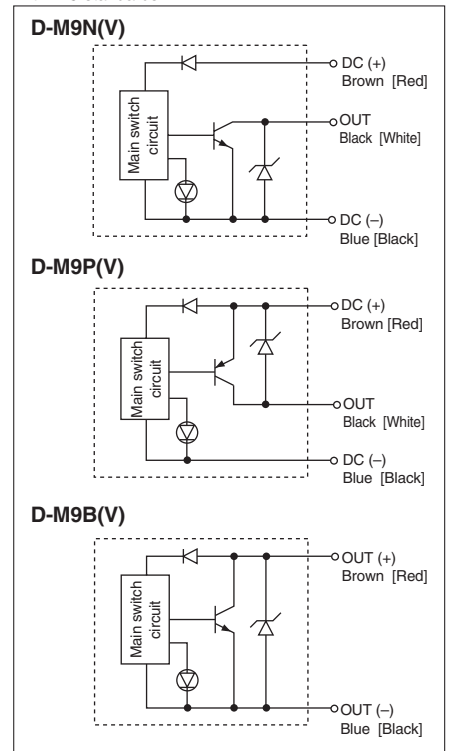 D-M9N(V)
DC (+)
Brown [Red]
OUT
Black [White]
Main switch
circuit
DC (–)
Blue [Black]
D-M9P(V)
DC (+)
Brown [Red]
Main switch
circuit
OUT
Black [White]
DC (–)
Blue [Black]
D-M9B(V)
OUT (+)
Brown [Red]
Main switch
circuit
OUT (–)
Blue [Black]